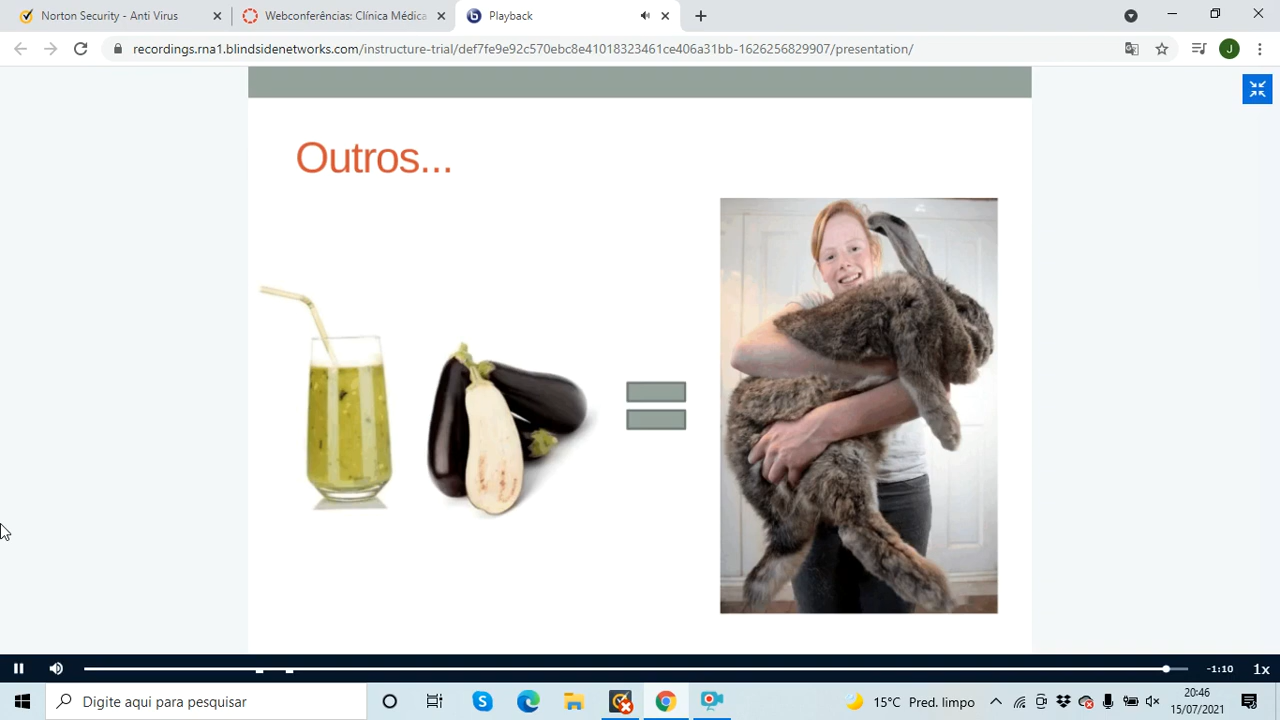 Norton Security - Anti Virus
Webconferências: Clínica Médica
Playback
recordings.rna1.blindsidenetworks.com/instructure-trial/def7fe9e92c570ebc8e41018323461ce406a31bb-1626256829907/presentation/
J
Outros...
-1:10
1x
Digite aqui para pesquisar
15°C Pred. limpo
20:46
15/07/2021